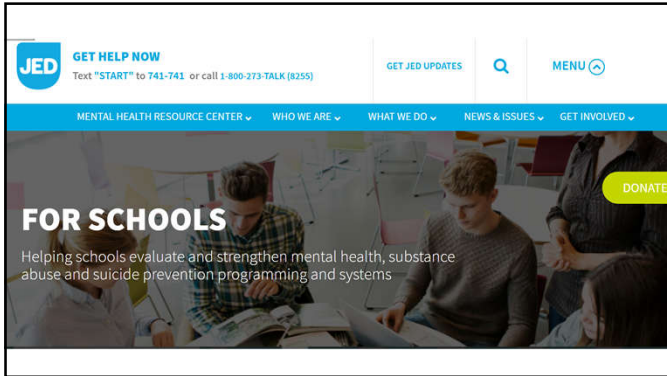 JED
GET HELP NOW
Text "START" to 741-741 or call 1-800-273-TALK (8255)
GET JED UPDATES
MENU
MENTAL HEALTH RESOURCE CENTER
WHO WE ARE
WHAT WE DO
NEWS & ISSUES
GET INVOLVED
DONATE
FOR SCHOOLS
Helping schools evaluate and strengthen mental health, substance
abuse and suicide prevention programming and systems